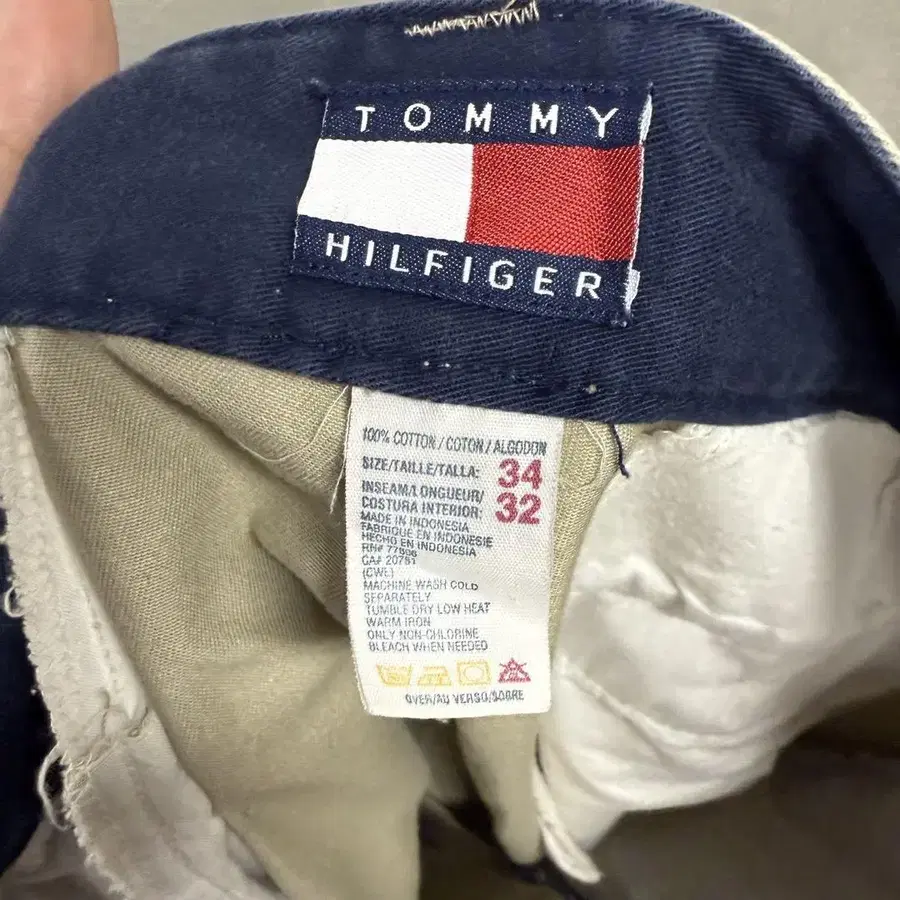 TOMMY
HILFIGER
100% COTTON / COTON / ALGODON
SIZE/TAILLE/TALLA: 34
INSEAM/LONGUEUR/
COSTURA INTERIOR: 32
MADE IN INDONESIA
FABRIQUE EN INDONESIE
HECHO EN INDONESIA
RN# 77806
CA# 20781
(CWL)
MACHINE WASH COLD
SEPARATELY
TUMBLE DRY LOW HEAT
WARM IRON
ONLY NON-CHLORINE
BLEACH WHEN NEEDED
OVER/AU VERSO/SOBRE